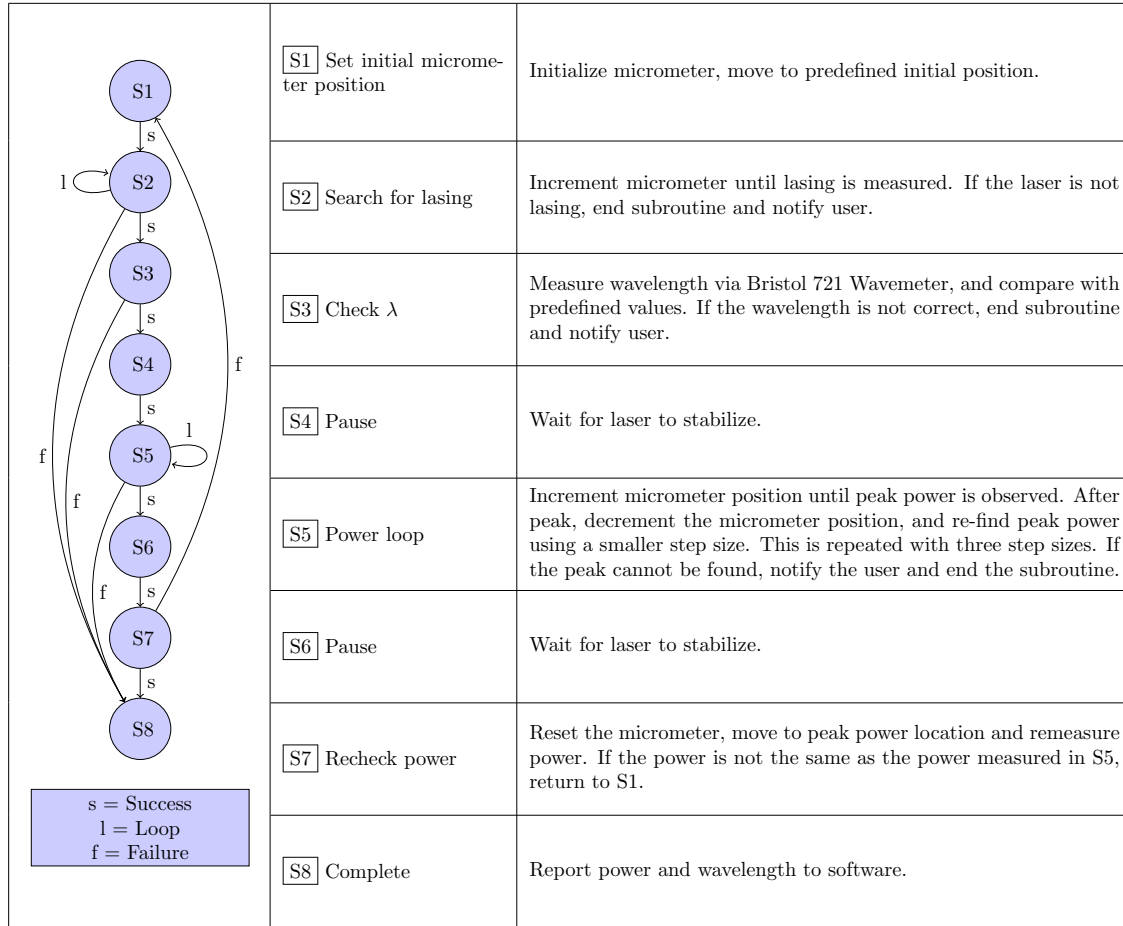 S1
s
S2
l
s
S3
s
S4
f
s
l
S5
f
s
f
S6
f
s
S7
s
S8
s = Success
l = Loop
f = Failure
S1 Set initial microme-
ter position
Initialize micrometer, move to predefined initial position.
S2 Search for lasing
Increment micrometer until lasing is measured. If the laser is not
lasing, end subroutine and notify user.
S3 Check λ
Measure wavelength via Bristol 721 Wavemeter, and compare with
predefined values. If the wavelength is not correct, end subroutine
and notify user.
S4 Pause
Wait for laser to stabilize.
S5 Power loop
Increment micrometer position until peak power is observed. After
peak, decrement the micrometer position, and re-find peak power
using a smaller step size. This is repeated with three step sizes. If
the peak cannot be found, notify the user and end the subroutine.
S6 Pause
Wait for laser to stabilize.
S7 Recheck power
Reset the micrometer, move to peak power location and remeasure
power. If the power is not the same as the power measured in S5,
return to S1.
S8 Complete
Report power and wavelength to software.